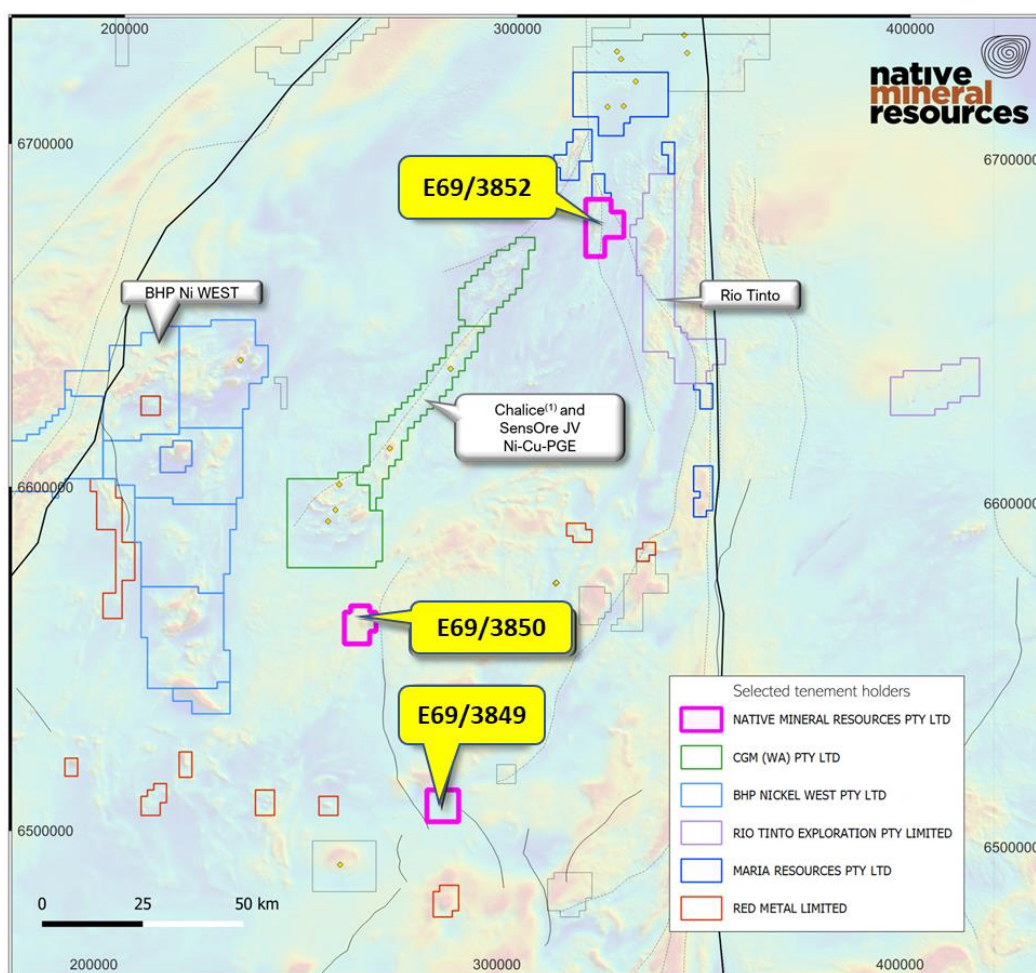 200000
300000
400000
native
mineral
resources
6700000
6700000
E69/3852
BHP Ni WEST
Rio Tinto
Chalice(1) and
SensOre JV
Ni-Cu-PGE
6600000
6600000
E69/3850
E69/3849
Selected tenement holders
NATIVE MINERAL RESOURCES PTY LTD
CGM (WA) PTY LTD
BHP NICKEL WEST PTY LTD
RIO TINTO EXPLORATION PTY LIMITED
MARIA RESOURCES PTY LTD
RED METAL LIMITED
6500000
6500000
0 25 50 km
200000
300000
400000